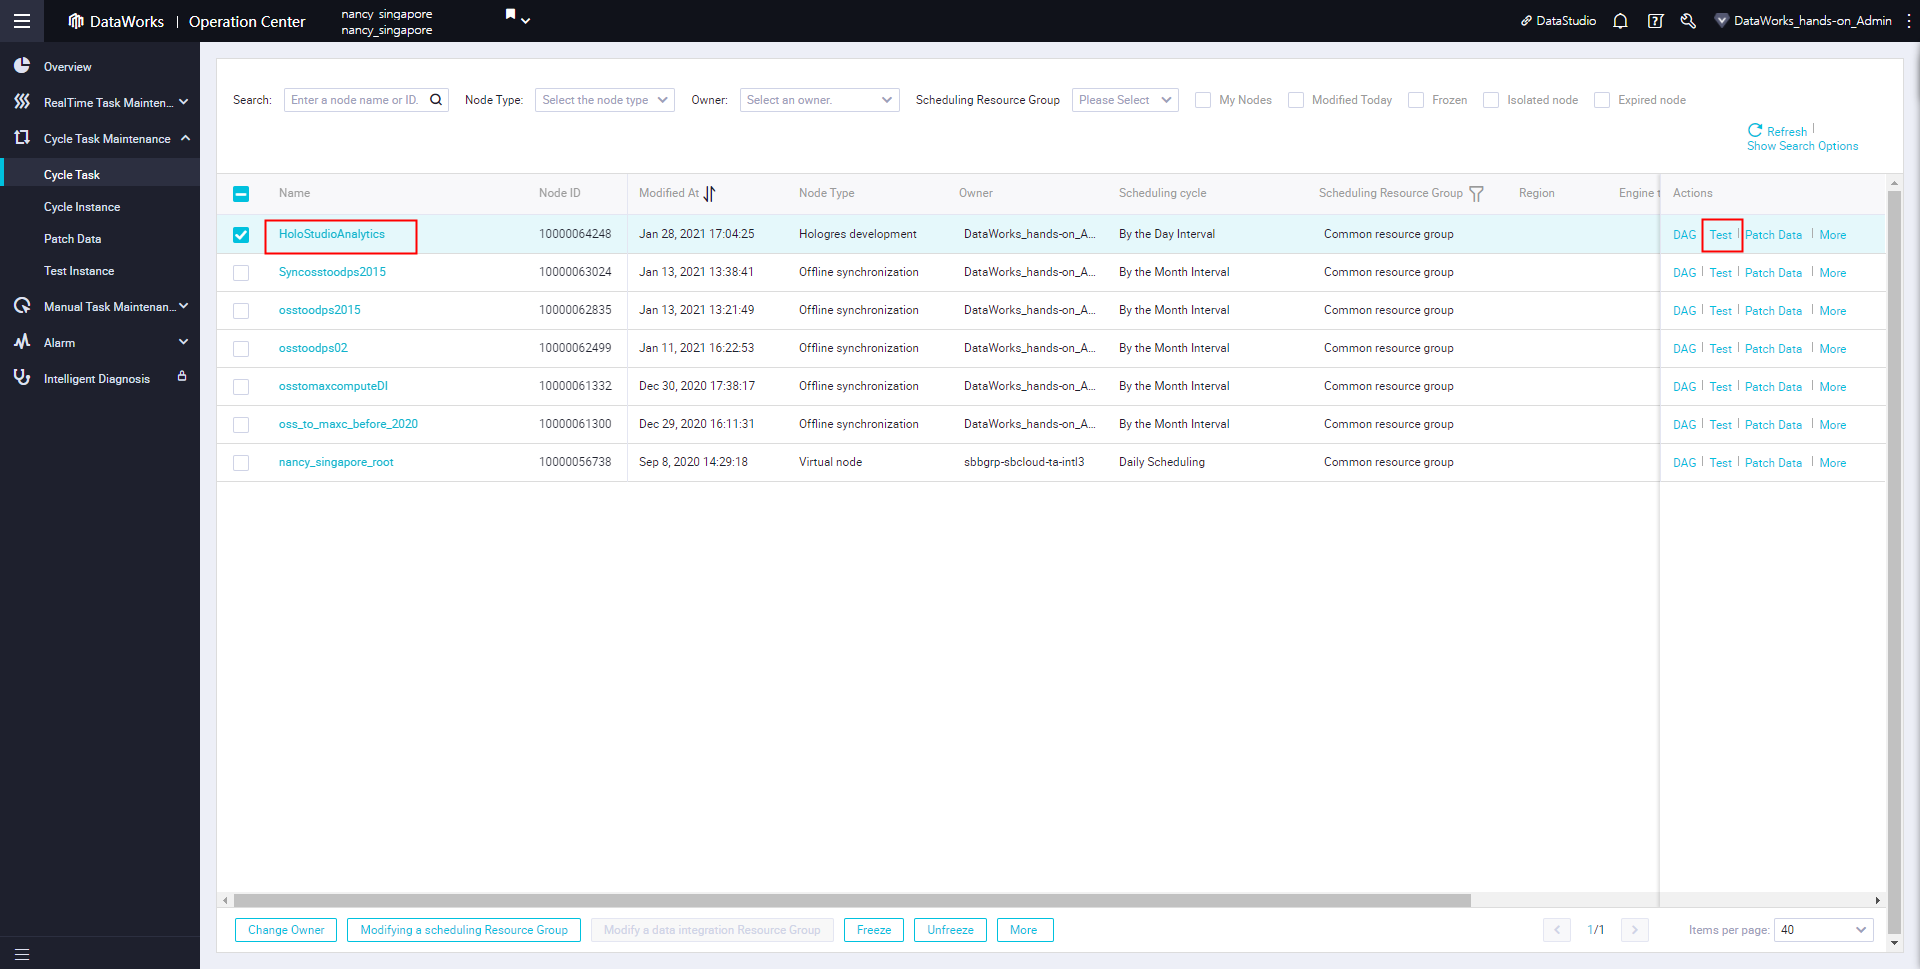 DataWorks | Operation Center
nancy_singapore
nancy_singapore
DataStudio
DataWorks_hands-on_Admin
Overview
RealTime Task Mainten...
Cycle Task Maintenance
Cycle Task
Cycle Instance
Patch Data
Test Instance
Manual Task Maintenan...
Alarm
Intelligent Diagnosis
Search: Enter a node name or ID. Node Type: Select the node type Owner: Select an owner. Scheduling Resource Group Please Select My Nodes Modified Today Frozen Isolated node Expired node
Refresh
Show Search Options
Name Node ID Modified At Node Type Owner Scheduling cycle Scheduling Resource Group Region Engine t Actions
HoloStudioAnalytics 10000064248 Jan 28, 2021 17:04:25 Hologres development DataWorks_hands-on_A... By the Day Interval Common resource group DAG Test Patch Data More
Syncosstoodps2015 10000063024 Jan 13, 2021 13:38:41 Offline synchronization DataWorks_hands-on_A... By the Month Interval Common resource group DAG Test Patch Data More
osstoodps2015 10000062835 Jan 13, 2021 13:21:49 Offline synchronization DataWorks_hands-on_A... By the Month Interval Common resource group DAG Test Patch Data More
osstoodps02 10000062499 Jan 11, 2021 16:22:53 Offline synchronization DataWorks_hands-on_A... By the Month Interval Common resource group DAG Test Patch Data More
osstomaxcomputeDI 10000061332 Dec 30, 2020 17:38:17 Offline synchronization DataWorks_hands-on_A... By the Month Interval Common resource group DAG Test Patch Data More
oss_to_maxc_before_2020 10000061300 Dec 29, 2020 16:11:31 Offline synchronization DataWorks_hands-on_A... By the Month Interval Common resource group DAG Test Patch Data More
nancy_singapore_root 10000056738 Sep 8, 2020 14:29:18 Virtual node sbbgrp-sbcloud-ta-intl3 Daily Scheduling Common resource group DAG Test Patch Data More
Change Owner Modifying a scheduling Resource Group Modify a data integration Resource Group Freeze Unfreeze More 1/1 Items per page: 40